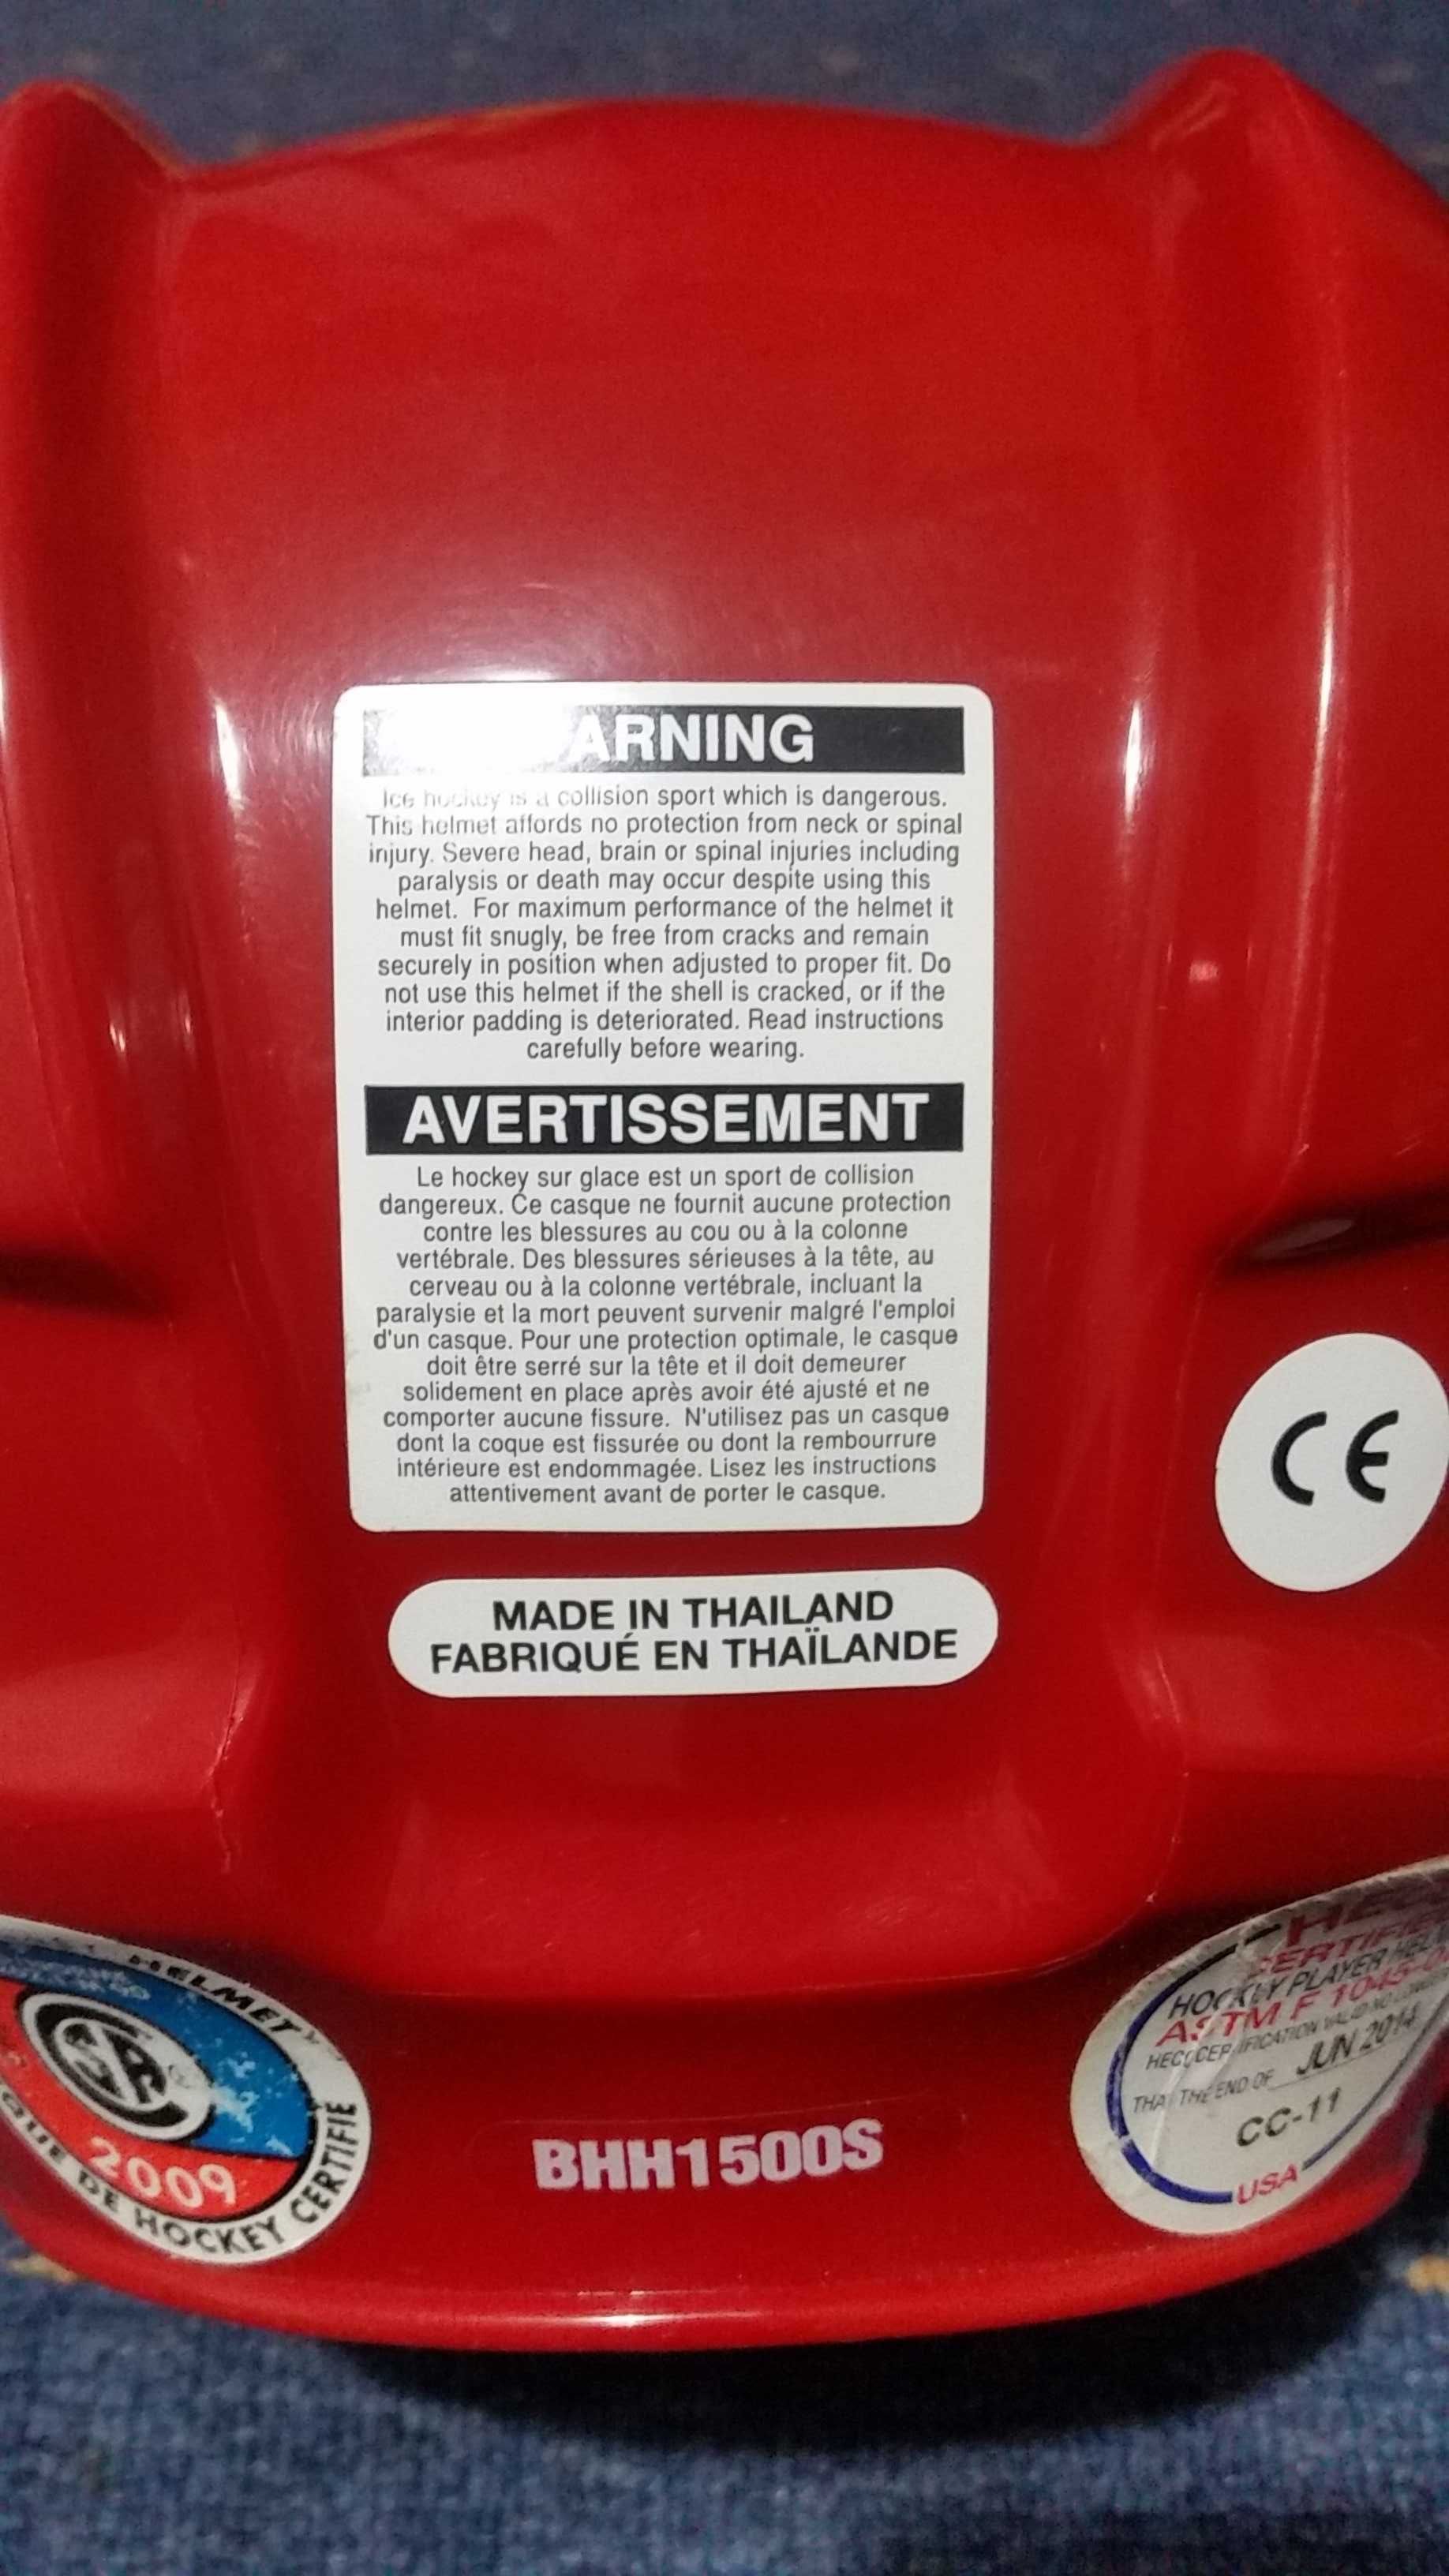 ARNING
Ice hockey is a collision sport which is dangerous.
This helmet affords no protection from neck or spinal
injury. Severe head, brain or spinal injuries including
paralysis or death may occur despite using this
helmet. For maximum performance of the helmet it
must fit snugly, be free from cracks and remain
securely in position when adjusted to proper fit. Do
not use this helmet if the shell is cracked, or if the
interior padding is deteriorated. Read instructions
carefully before wearing.
AVERTISSEMENT
Le hockey sur glace est un sport de collision
dangereux. Ce casque ne fournit aucune protection
contre les blessures au cou ou à la colonne
vertébrale. Des blessures sérieuses à la tête, au
cerveau ou à la colonne vertébrale, incluant la
paralysie et la mort peuvent survenir malgré l'emploi
d'un casque. Pour une protection optimale, le casque
doit être serré sur la tête et il doit demeurer
solidement en place après avoir été ajusté et ne
comporter aucune fissure. N'utilisez pas un casque
dont la coque est fissurée ou dont la rembourrure
intérieure est endommagée. Lisez les instructions
attentivement avant de porter le casque.
CE
MADE IN THAILAND
FABRIQUÉ EN THAÏLANDE
HELMET
2009
DE HOCKEY CERTIFIÉ
BHH1500S
HOCKEY PLAYER
ASTM F 1045
THE END OF JUN 2014
CC-11
USA